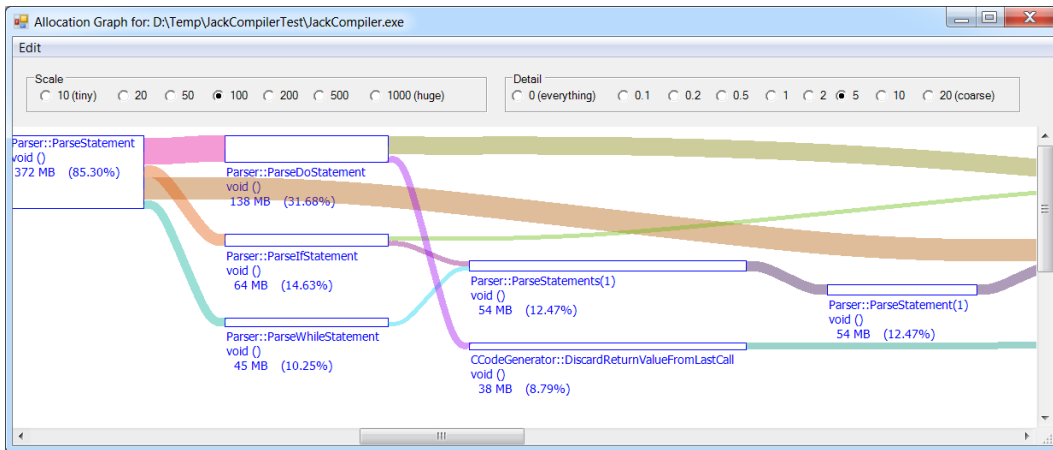 Allocation Graph for: D:\Temp\JackCompilerTest\JackCompiler.exe
Edit
Scale
10 (tiny) 20 50 100 200 500 1000 (huge)
Detail
0 (everything) 0.1 0.2 0.5 1 2 5 10 20 (coarse)
Parser::ParseStatement
void ()
372 MB (85.30%)
Parser::ParseDoStatement
void ()
138 MB (31.68%)
Parser::ParseIfStatement
void ()
64 MB (14.63%)
Parser::ParseWhileStatement
void ()
45 MB (10.25%)
Parser::ParseStatements(1)
void ()
54 MB (12.47%)
CCodeGenerator::DiscardReturnValueFromLastCall
void ()
38 MB (8.79%)
Parser::ParseStatement(1)
void ()
54 MB (12.47%)